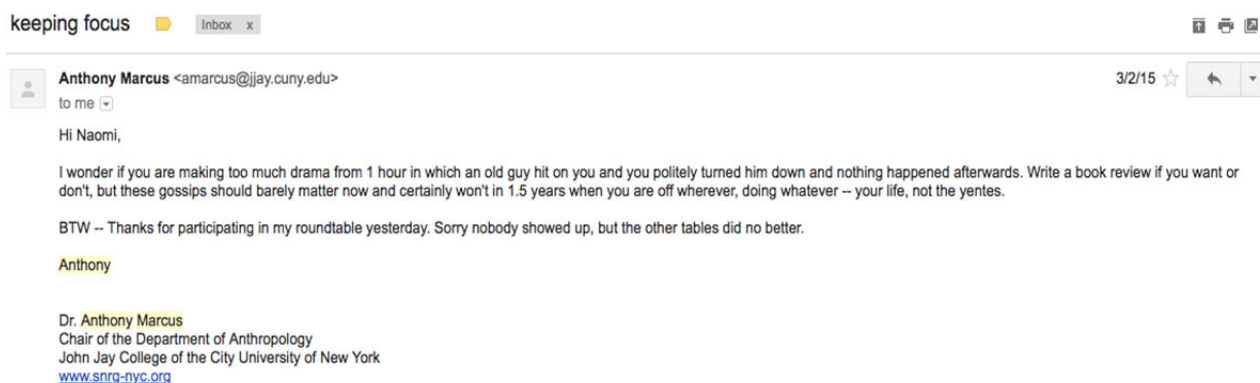 keeping focus Inbox x
Anthony Marcus <amarcus@jjay.cuny.edu> 3/2/15
to me
Hi Naomi,
I wonder if you are making too much drama from 1 hour in which an old guy hit on you and you politely turned him down and nothing happened afterwards. Write a book review if you want or
don't, but these gossips should barely matter now and certainly won't in 1.5 years when you are off wherever, doing whatever -- your life, not the yentes.
BTW -- Thanks for participating in my roundtable yesterday. Sorry nobody showed up, but the other tables did no better.
Anthony
Dr. Anthony Marcus
Chair of the Department of Anthropology
John Jay College of the City University of New York
www.snrg-nyc.org